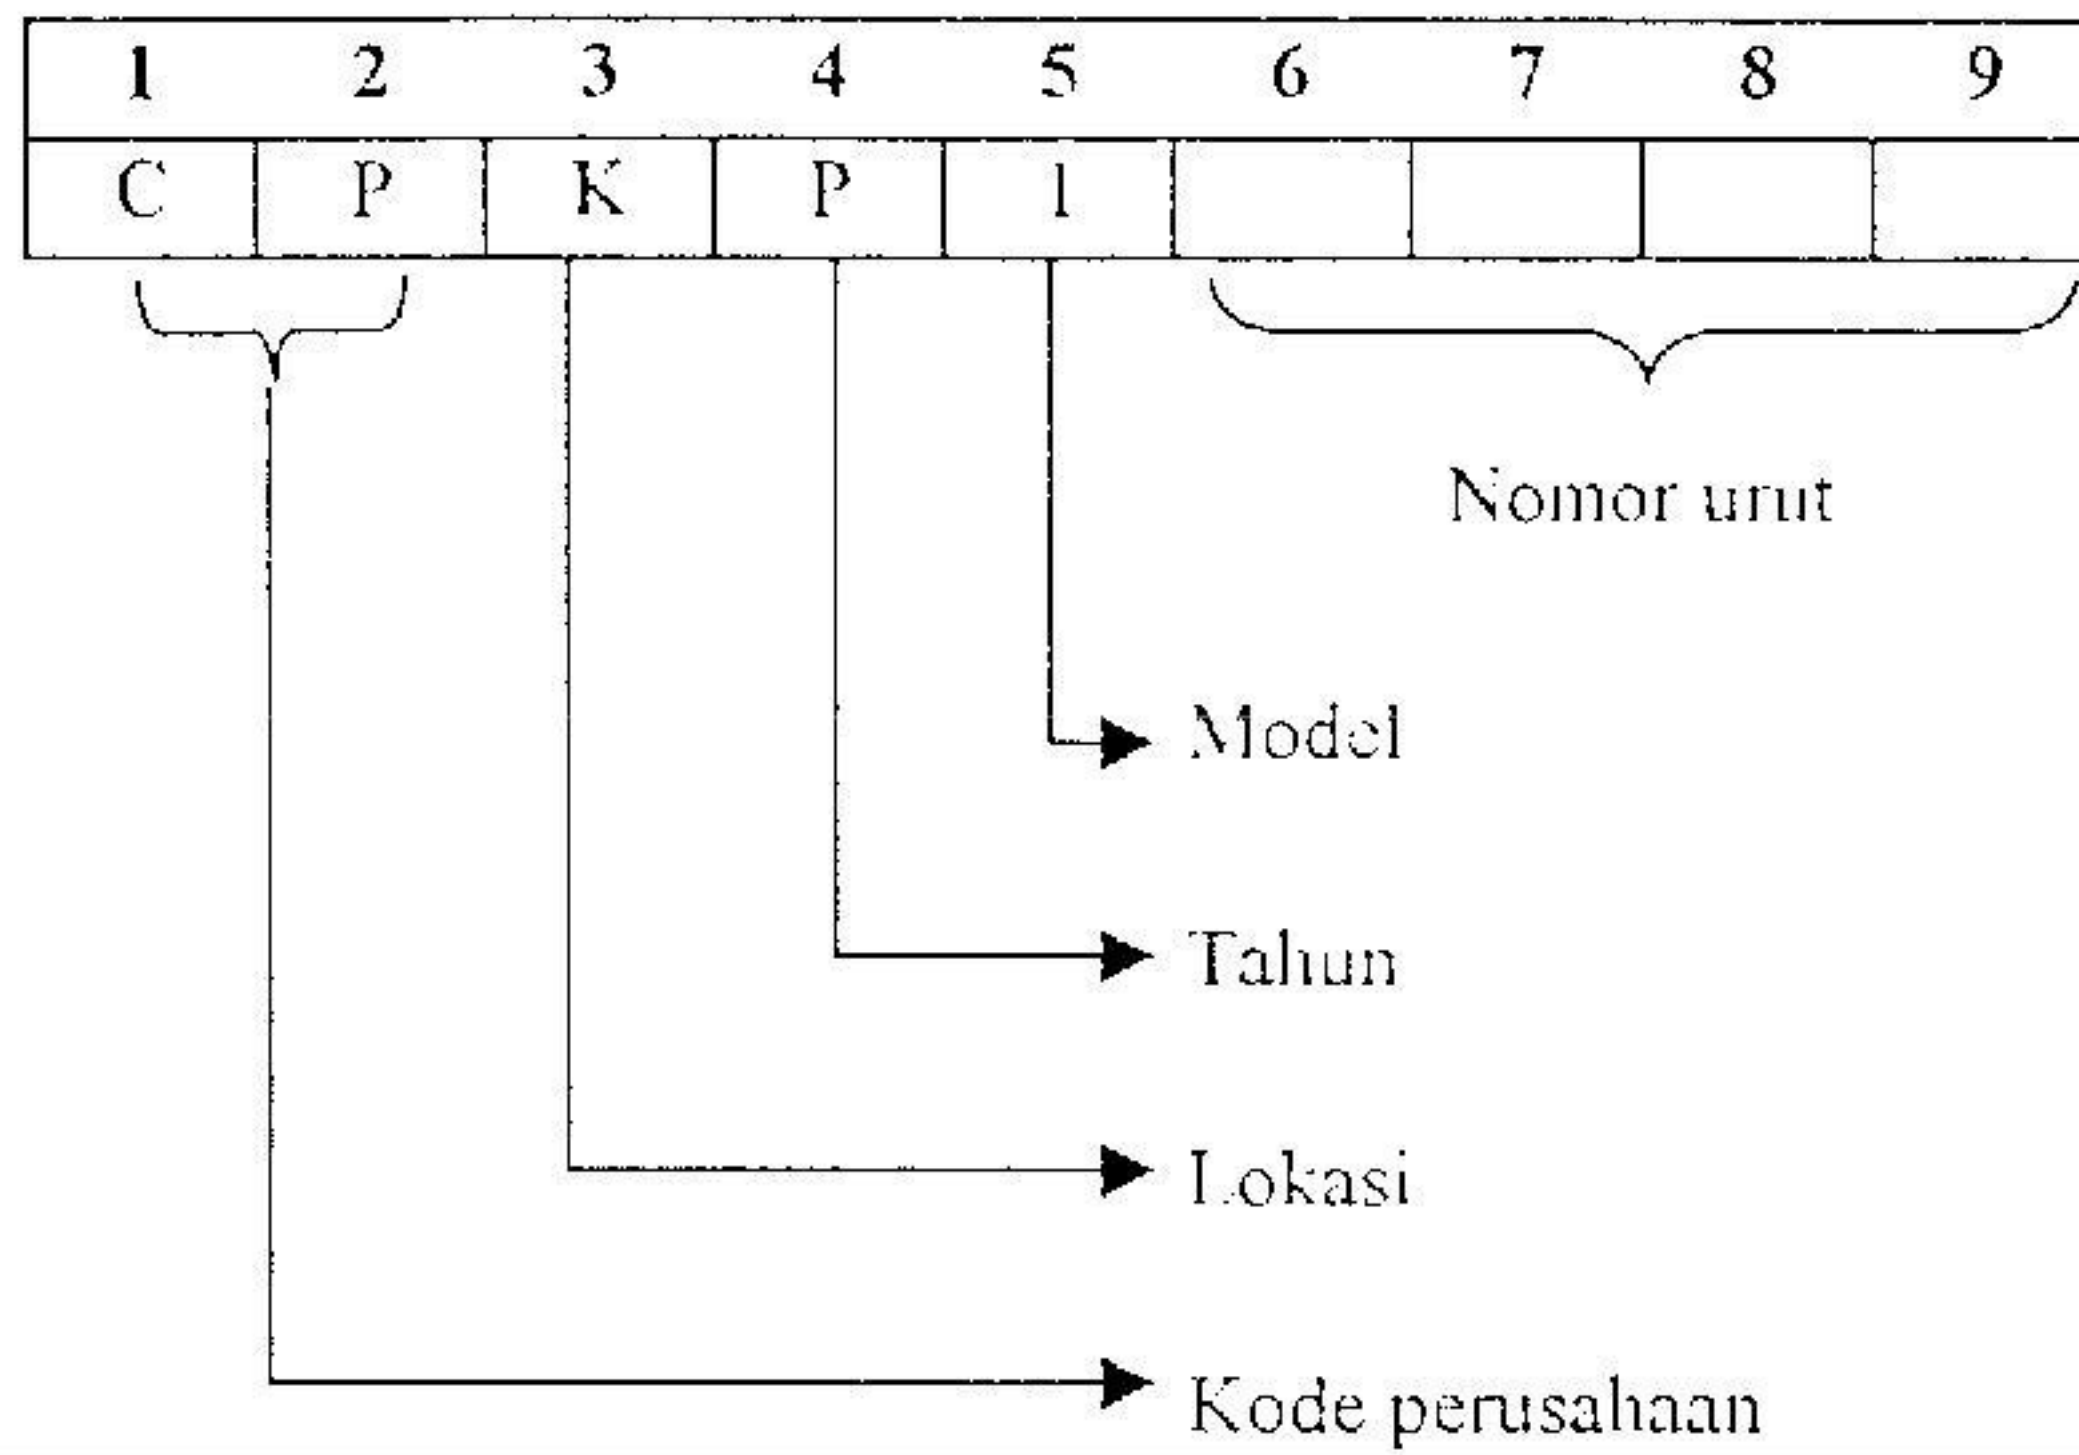 1 2 3 4 5 6 7 8 9
C P K P 1
Nomor urut
Model
Tahun
Lokasi
Kode perusahaan